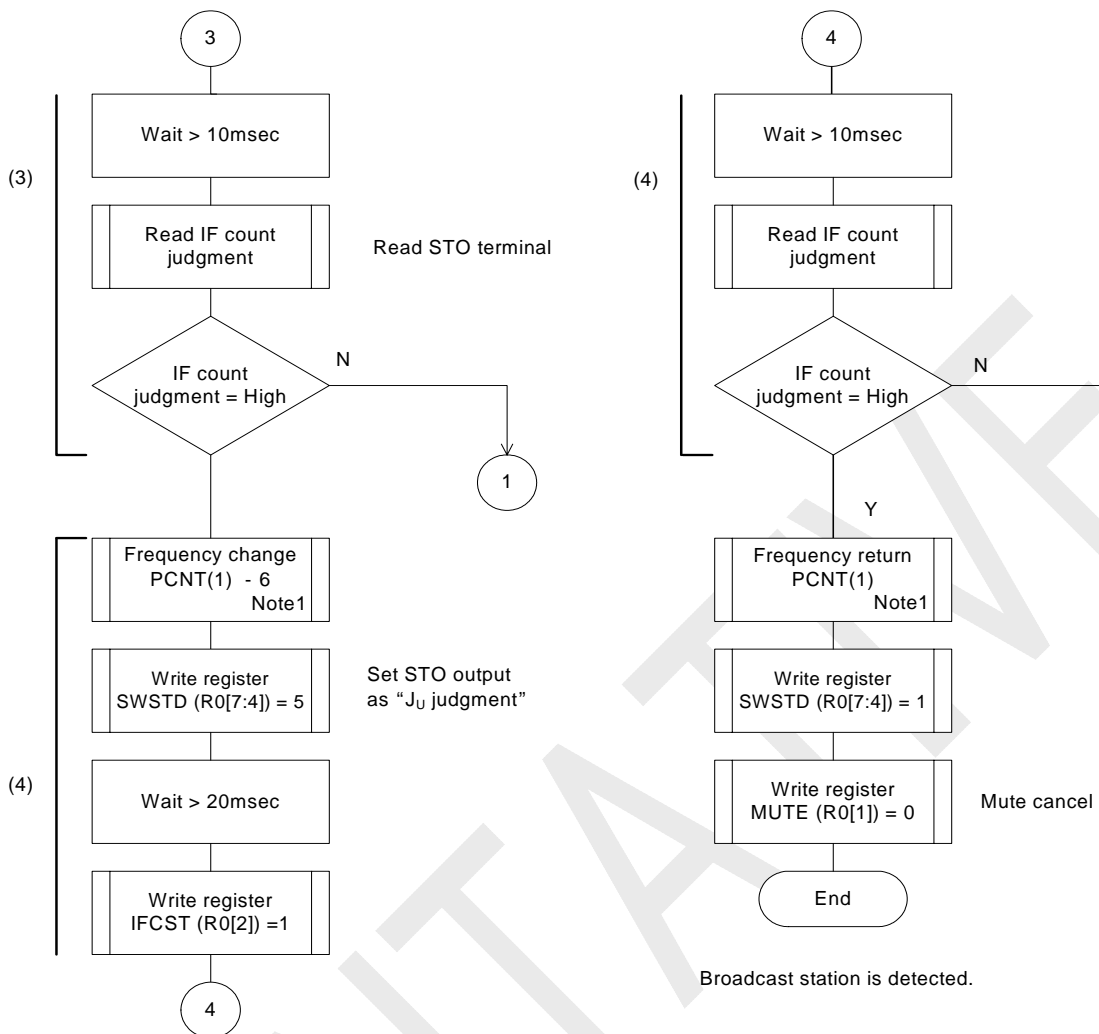 3
Wait > 10msec
(3)
Read IF count
judgment
Read STO terminal
IF count
judgment = High
N
1
Frequency change
PCNT(1) - 6
Note1
Write register
SWSTD (R0[7:4]) = 5
Set STO output
as “JU judgment”
(4)
Wait > 20msec
Write register
IFCST (R0[2]) =1
4
4
Wait > 10msec
(4)
Read IF count
judgment
IF count
judgment = High
N
Y
Frequency return
PCNT(1)
Note1
Write register
SWSTD (R0[7:4]) = 1
Write register
MUTE (R0[1]) = 0
Mute cancel
End
Broadcast station is detected.